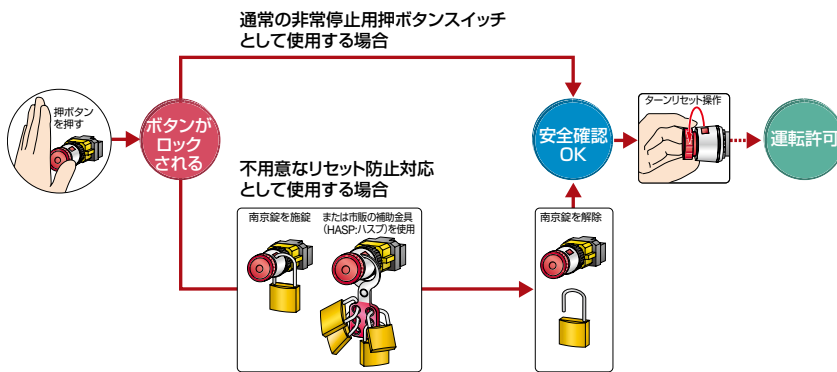 通常の非常停止用押ボタンスイッチ
として使用する場合
押ボタン
を押す
ボタンが
ロック
される
安全確認
OK
ターンリセット操作
運転許可
不用意なリセット防止対応
として使用する場合
南京錠を施錠
または市販の補助金具
(HASP:ハスプ)を使用
南京錠を解除